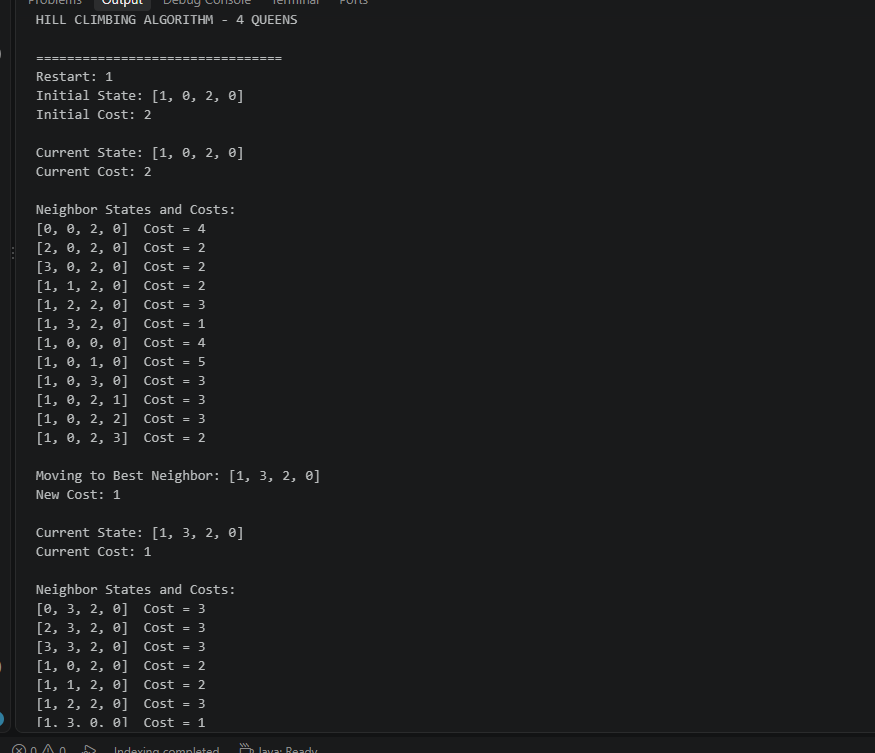 Problems Output Debug Console Terminal Ports
HILL CLIMBING ALGORITHM - 4 QUEENS
================================
Restart: 1
Initial State: [1, 0, 2, 0]
Initial Cost: 2
Current State: [1, 0, 2, 0]
Current Cost: 2
Neighbor States and Costs:
[0, 0, 2, 0]  Cost = 4
[2, 0, 2, 0]  Cost = 2
[3, 0, 2, 0]  Cost = 2
[1, 1, 2, 0]  Cost = 2
[1, 2, 2, 0]  Cost = 3
[1, 3, 2, 0]  Cost = 1
[1, 0, 0, 0]  Cost = 4
[1, 0, 1, 0]  Cost = 5
[1, 0, 3, 0]  Cost = 3
[1, 0, 2, 1]  Cost = 3
[1, 0, 2, 2]  Cost = 3
[1, 0, 2, 3]  Cost = 2
Moving to Best Neighbor: [1, 3, 2, 0]
New Cost: 1
Current State: [1, 3, 2, 0]
Current Cost: 1
Neighbor States and Costs:
[0, 3, 2, 0]  Cost = 3
[2, 3, 2, 0]  Cost = 3
[3, 3, 2, 0]  Cost = 3
[1, 0, 2, 0]  Cost = 2
[1, 1, 2, 0]  Cost = 2
[1, 2, 2, 0]  Cost = 3
[1, 3, 0, 0]  Cost = 1
0 0 Indexing completed Java: Ready